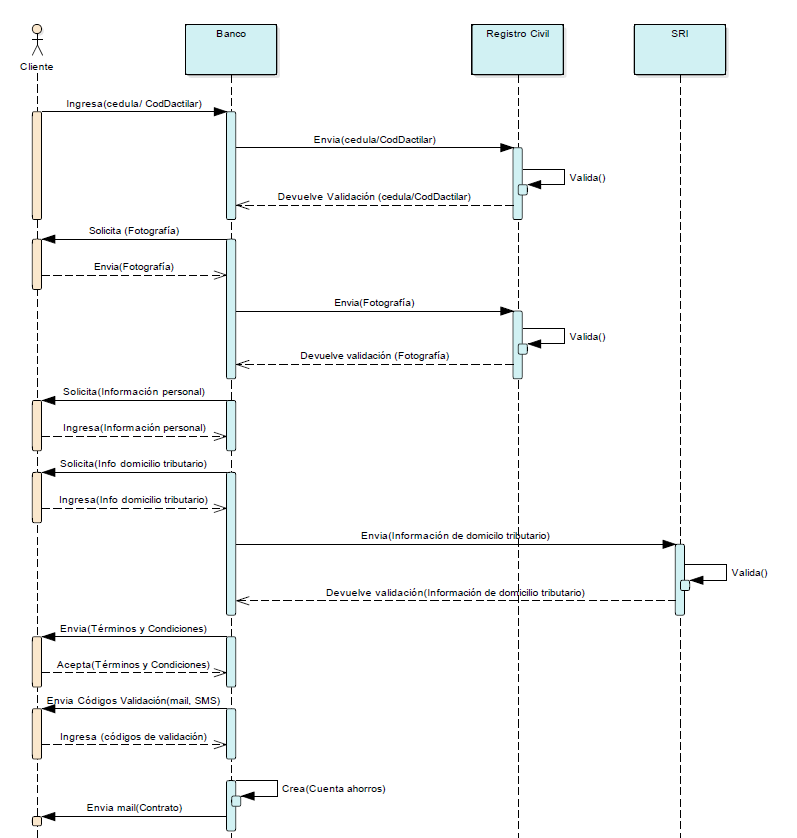 Cliente
Banco
Registro Civil
SRI
Ingresa(cedula/ CodDactilar)
Envia(cedula/CodDactilar)
Valida()
Devuelve Validación (cedula/CodDactilar)
Solicita (Fotografía)
Envia(Fotografía)
Envia(Fotografía)
Valida()
Devuelve validación (Fotografía)
Solicita(Información personal)
Ingresa(Información personal)
Solicita(Info domicilio tributario)
Ingresa(Info domicilio tributario)
Envia(Información de domicilo tributario)
Valida()
Devuelve validación(Información de domicilio tributario)
Envia(Términos y Condiciones)
Acepta(Términos y Condiciones)
Envia Códigos Validación(mail, SMS)
Ingresa (códigos de validación)
Crea(Cuenta ahorros)
Envia mail(Contrato)